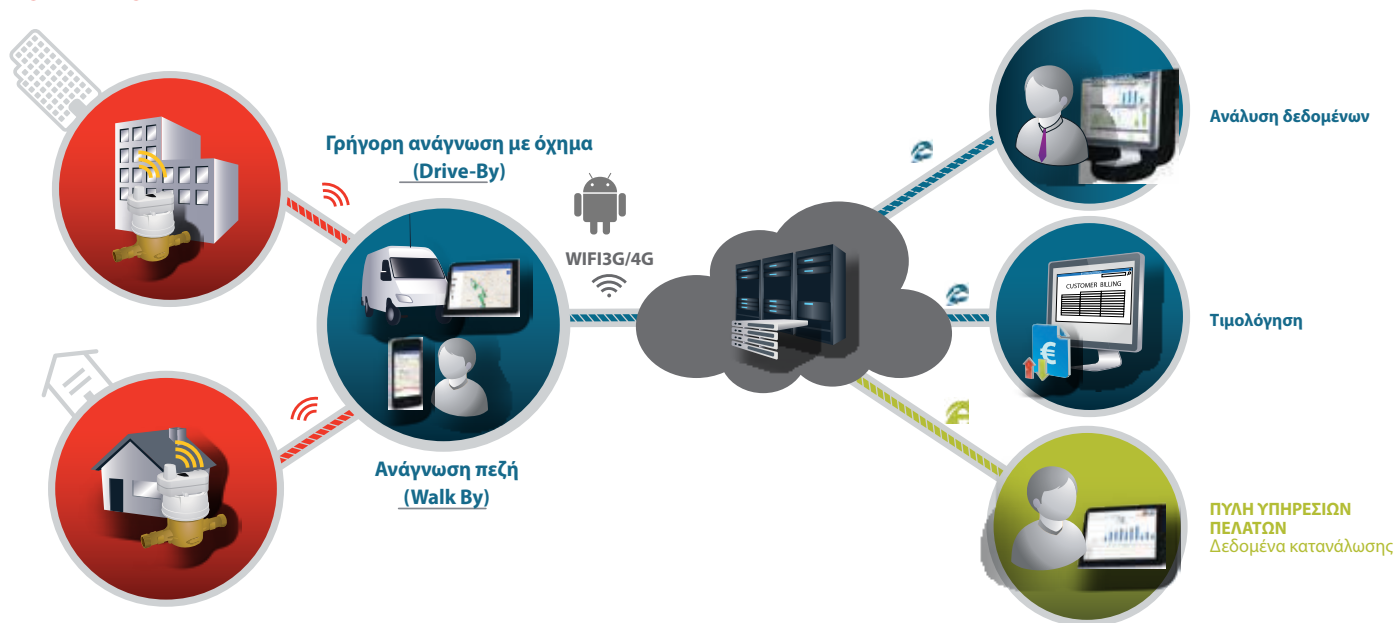 Γρήγορη ανάγνωση με όχημα
(Drive-By)
WIFI3G/4G
Ανάγνωση πεζή
(Walk By)
Ανάλυση δεδομένων
CUSTOMER BILLING
€
Τιμολόγηση
ΠΥΛΗ ΥΠΗΡΕΣΙΩΝ
ΠΕΛΑΤΩΝ
Δεδομένα κατανάλωσης